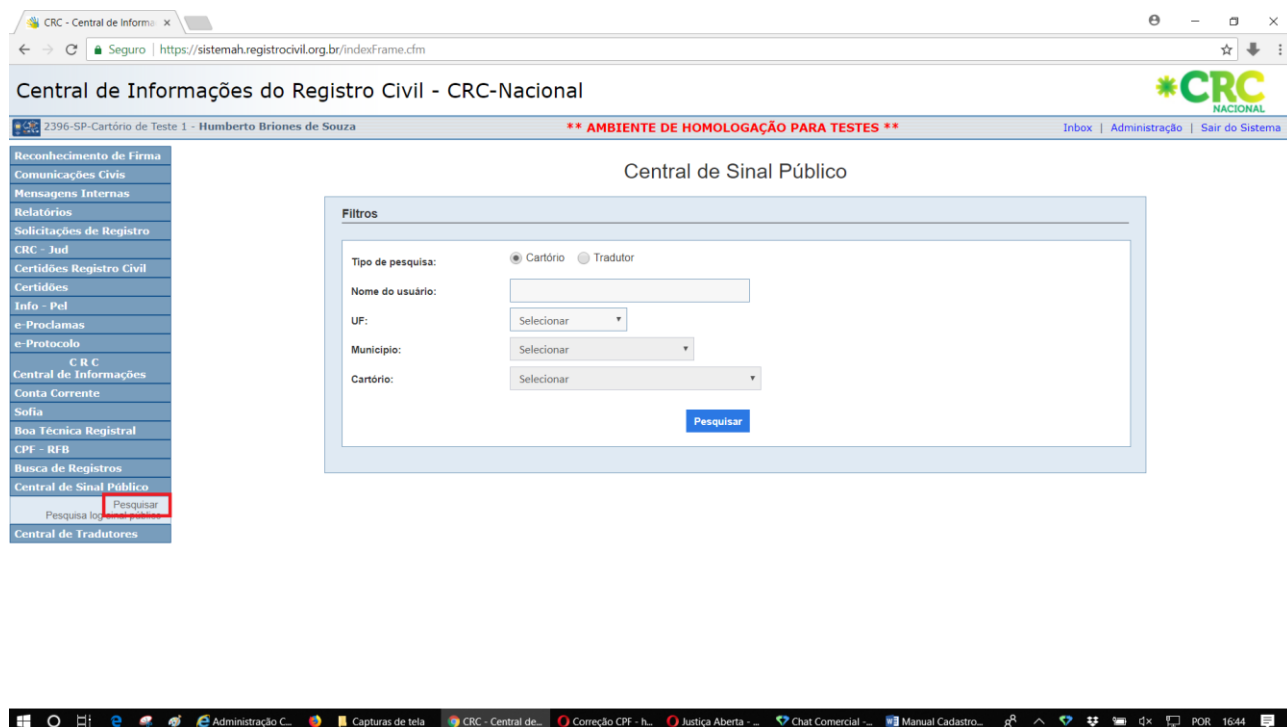 CRC - Central de Informa
Seguro | https://sistemah.registrocivil.org.br/indexFrame.cfm
Central de Informações do Registro Civil - CRC-Nacional
CRC
NACIONAL
2396-SP-Cartório de Teste 1 - Humberto Briones de Souza
** AMBIENTE DE HOMOLOGAÇÃO PARA TESTES **
Inbox | Administração | Sair do Sistema
Reconhecimento de Firma
Comunicações Civis
Mensagens Internas
Relatórios
Solicitações de Registro
CRC - Jud
Certidões Registro Civil
Certidões
Info - Pel
e-Proclamas
e-Protocolo
C R C
Central de Informações
Conta Corrente
Sofia
Boa Técnica Registral
CPF - RFB
Busca de Registros
Central de Sinal Público
Pesquisar
Pesquisa log sinal público
Central de Tradutores
Central de Sinal Público
Filtros
Tipo de pesquisa:
Cartório
Tradutor
Nome do usuário:
UF:
Selecionar
Municipio:
Selecionar
Cartório:
Selecionar
Pesquisar
Administração C...
Capturas de tela
CRC - Central de...
Correção CPF - h...
Justiça Aberta - ...
Chat Comercial -...
Manual Cadastro...
POR
16:44